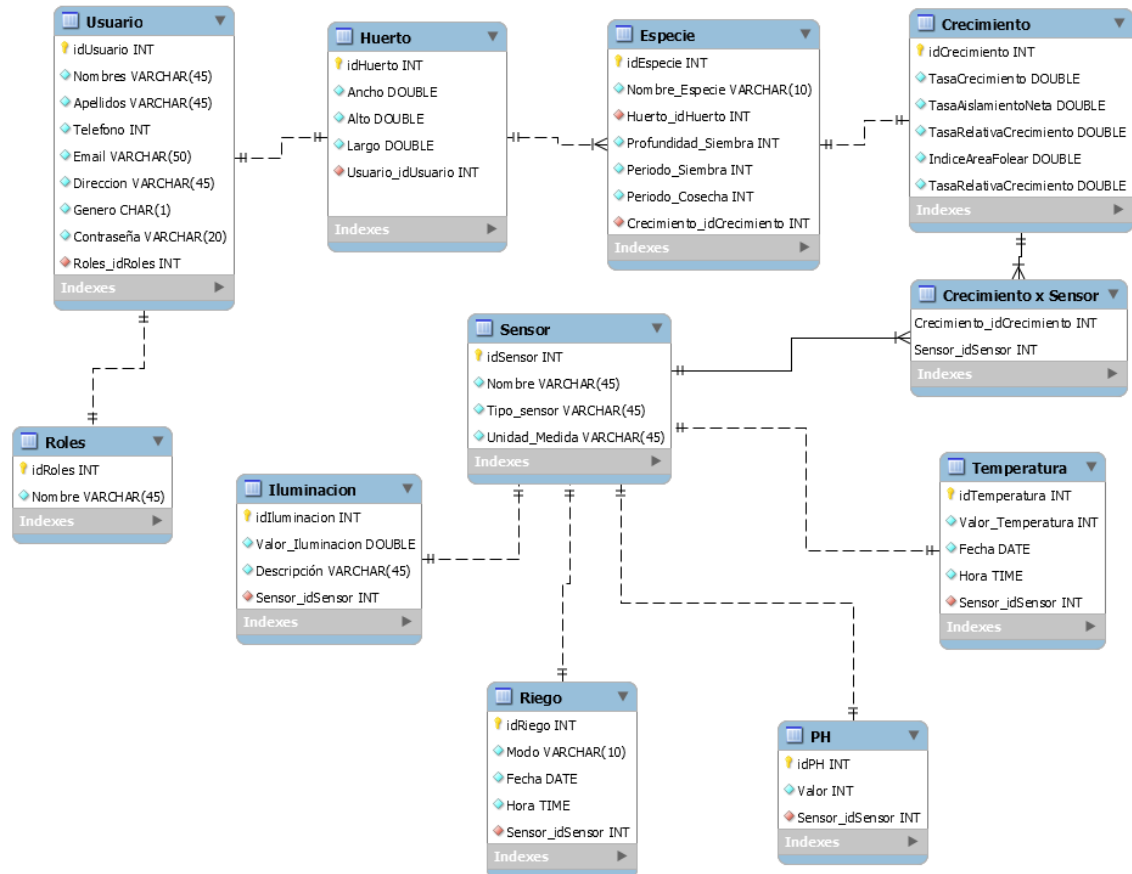 Usuario
idUsuario INT
Nombres VARCHAR(45)
Apellidos VARCHAR(45)
Telefono INT
Email VARCHAR(50)
Direccion VARCHAR(45)
Genero CHAR(1)
Contraseña VARCHAR(20)
Roles_idRoles INT
Indexes
Huerto
idHuerto INT
Ancho DOUBLE
Alto DOUBLE
Largo DOUBLE
Usuario_idUsuario INT
Indexes
Especie
idEspecie INT
Nombre_Especie VARCHAR(10)
Huerto_idHuerto INT
Profundidad_Siembra INT
Periodo_Siembra INT
Periodo_Cosecha INT
Crecimiento_idCrecimiento INT
Indexes
Crecimiento
idCrecimiento INT
TasaCrecimiento DOUBLE
TasaAislamientoNeta DOUBLE
TasaRelativaCrecimiento DOUBLE
IndiceAreaFolear DOUBLE
TasaRelativaCrecimiento DOUBLE
Indexes
Crecimiento x Sensor
Crecimiento_idCrecimiento INT
Sensor_idSensor INT
Indexes
Sensor
idSensor INT
Nombre VARCHAR(45)
Tipo_sensor VARCHAR(45)
Unidad_Medida VARCHAR(45)
Indexes
Roles
idRoles INT
Nombre VARCHAR(45)
Indexes
Iluminacion
idIluminacion INT
Valor_Iluminacion DOUBLE
Descripción VARCHAR(45)
Sensor_idSensor INT
Indexes
Temperatura
idTemperatura INT
Valor_Temperatura INT
Fecha DATE
Hora TIME
Sensor_idSensor INT
Indexes
Riego
idRiego INT
Modo VARCHAR(10)
Fecha DATE
Hora TIME
Sensor_idSensor INT
Indexes
PH
idPH INT
Valor INT
Sensor_idSensor INT
Indexes